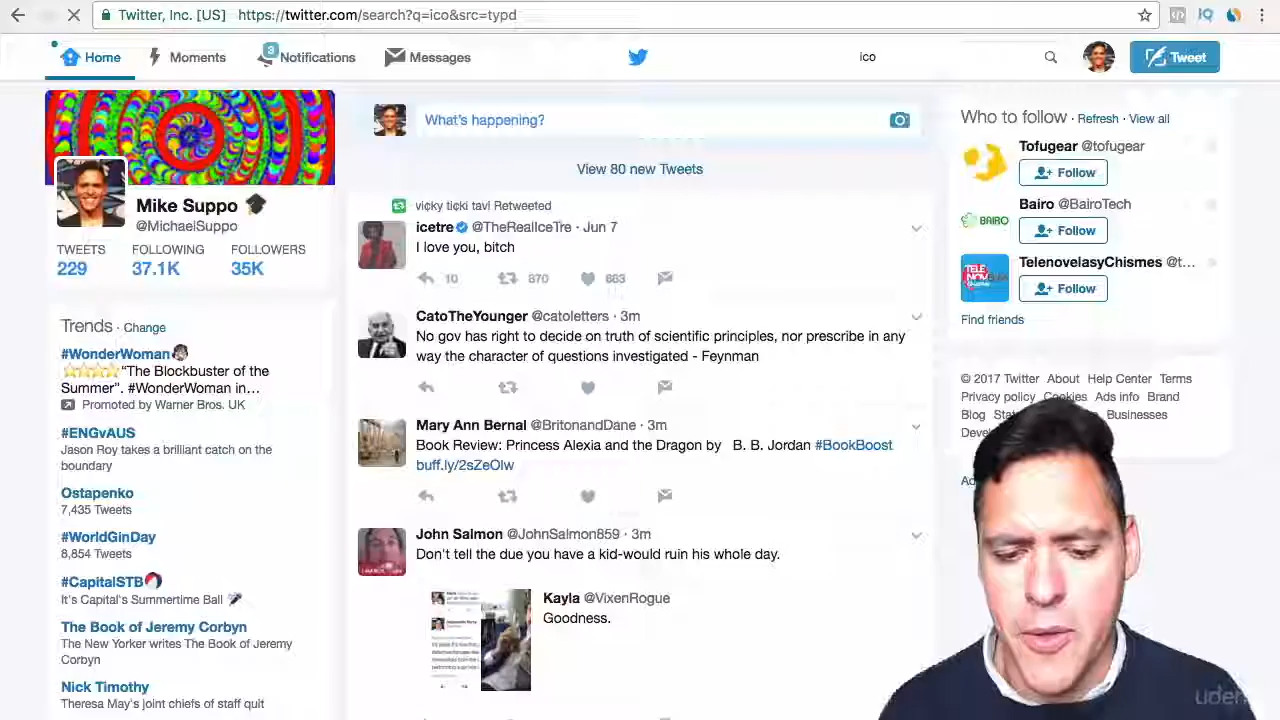 Twitter, Inc. [US] https://twitter.com/search?q=ico&src=typd
Home Moments 3 Notifications Messages ico Tweet
Mike Suppo
@MichaelSuppo
TWEETS FOLLOWING FOLLOWERS
229 37.1K 35K
Trends · Change
#WonderWoman
"The Blockbuster of the
Summer". #WonderWoman in...
Promoted by Warner Bros. UK
#ENGvAUS
Jason Roy takes a brilliant catch on the
boundary
Ostapenko
7,435 Tweets
#WorldGinDay
8,854 Tweets
#CapitalSTB
It's Capital's Summertime Ball
The Book of Jeremy Corbyn
The New Yorker writes The Book of Jeremy
Corbyn
Nick Timothy
Theresa May's joint chiefs of staff quit
What's happening?
View 80 new Tweets
vi¢ky ti¢ki tavi Retweeted
icetre @TheRealIceTre · Jun 7
I love you, bitch
10 870 663
CatoTheYounger @catoletters · 3m
No gov has right to decide on truth of scientific principles, nor prescribe in any
way the character of questions investigated - Feynman
Mary Ann Bernal @BritonandDane · 3m
Book Review: Princess Alexia and the Dragon by B. B. Jordan #BookBoost
buff.ly/2sZeOlw
John Salmon @JohnSalmon859 · 3m
Don't tell the due you have a kid-would ruin his whole day.
Kayla @VixenRogue
Goodness.
Who to follow · Refresh · View all
Tofugear @tofugear
Follow
BAIRO
Bairo @BairoTech
Follow
TELE NOV
TelenovelasyChismes @t...
Follow
Find friends
© 2017 Twitter About Help Center Terms
Privacy policy Cookies Ads info Brand
Blog Businesses